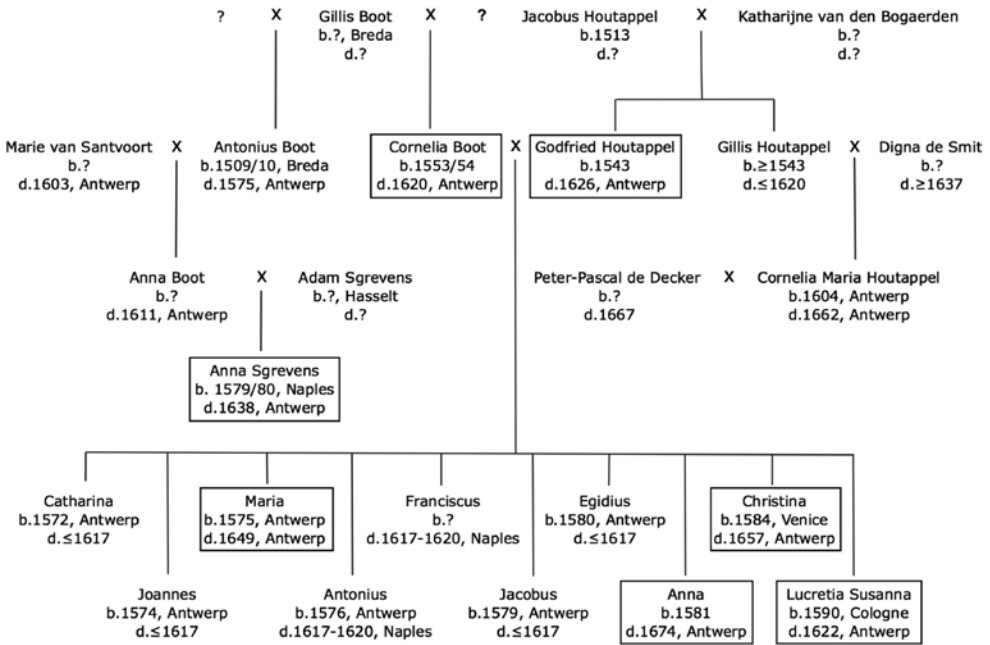 ? X Gillis Boot X ? Jacobus Houtappel X Katharijne van den Bogaerden
b.?, Breda b.1513 b.?
d.? d.? d.?
Marie van Santvoort X Antonius Boot Cornelia Boot X Godfried Houtappel Gillis Houtappel X Digna de Smit
b.? b.1509/10, Breda b.1553/54 b.1543 b.≥1543 b.?
d.1603, Antwerp d.1575, Antwerp d.1620, Antwerp d.1626, Antwerp d.≤1620 d.≥1637
Anna Boot X Adam Sgrevens Peter-Pascal de Decker X Cornelia Maria Houtappel
b.? b.?, Hasselt b.? b.1604, Antwerp
d.1611, Antwerp d.? d.1667 d.1662, Antwerp
Anna Sgrevens
b. 1579/80, Naples
d.1638, Antwerp
Catharina Maria Franciscus Egidius Christina
b.1572, Antwerp b.1575, Antwerp b.? b.1580, Antwerp b.1584, Venice
d.≤1617 d.1649, Antwerp d.1617-1620, Naples d.≤1617 d.1657, Antwerp
Joannes Antonius Jacobus Anna Lucretia Susanna
b.1574, Antwerp b.1576, Antwerp b.1579, Antwerp b.1581 b.1590, Cologne
d.≤1617 d.1617-1620, Naples d.≤1617 d.1674, Antwerp d.1622, Antwerp